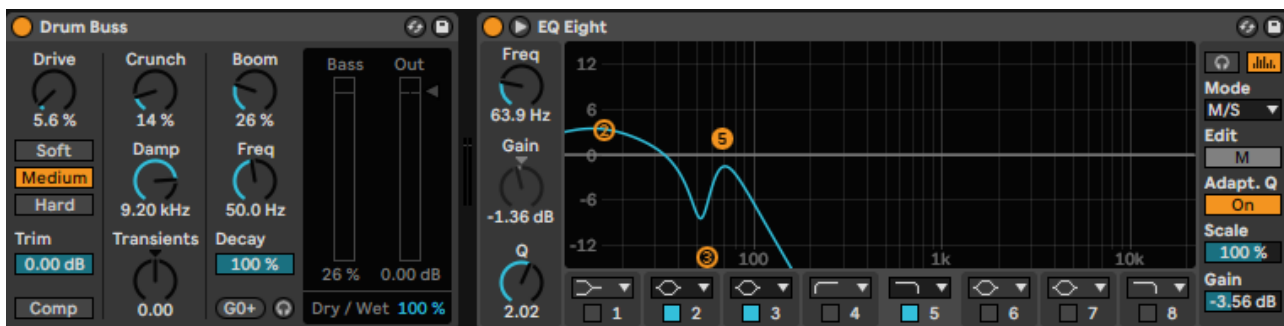 Drum Buss
Drive Crunch Boom
5.6 % 14 % 26 %
Soft
Medium
Hard
Damp Freq
9.20 kHz 50.0 Hz
Trim Transients Decay
0.00 dB 0.00 100 %
Comp G0+
Bass Out
26 % 0.00 dB
Dry / Wet 100 %
EQ Eight
Freq
63.9 Hz
Gain
-1.36 dB
Q
2.02
12
6
0
-6
-12
2
5
3
100 1k 10k
1 2 3 4 5 6 7 8
Mode
M/S
Edit
M
Adapt. Q
On
Scale
100 %
Gain
-3.56 dB